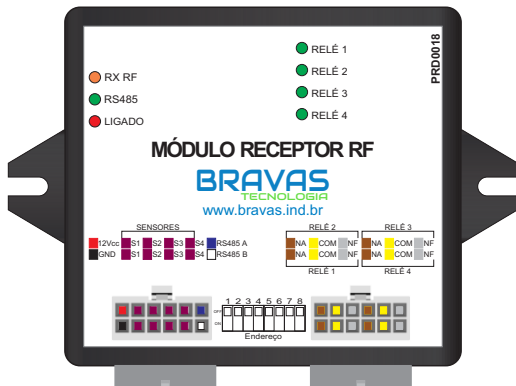 PRD0018
RX RF
RS485
LIGADO
RELÉ 1
RELÉ 2
RELÉ 3
RELÉ 4
MÓDULO RECEPTOR RF
BRAVAS
TECNOLOGIA
www.bravas.ind.br
SENSORES
12Vcc S1 S2 S3 S4 RS485 A
GND S1 S2 S3 S4 RS485 B
RELÉ 2 RELÉ 3
NA COM NF NA COM NF
NA COM NF NA COM NF
RELÉ 1 RELÉ 4
1 2 3 4 5 6 7 8
OFF
ON
Endereço